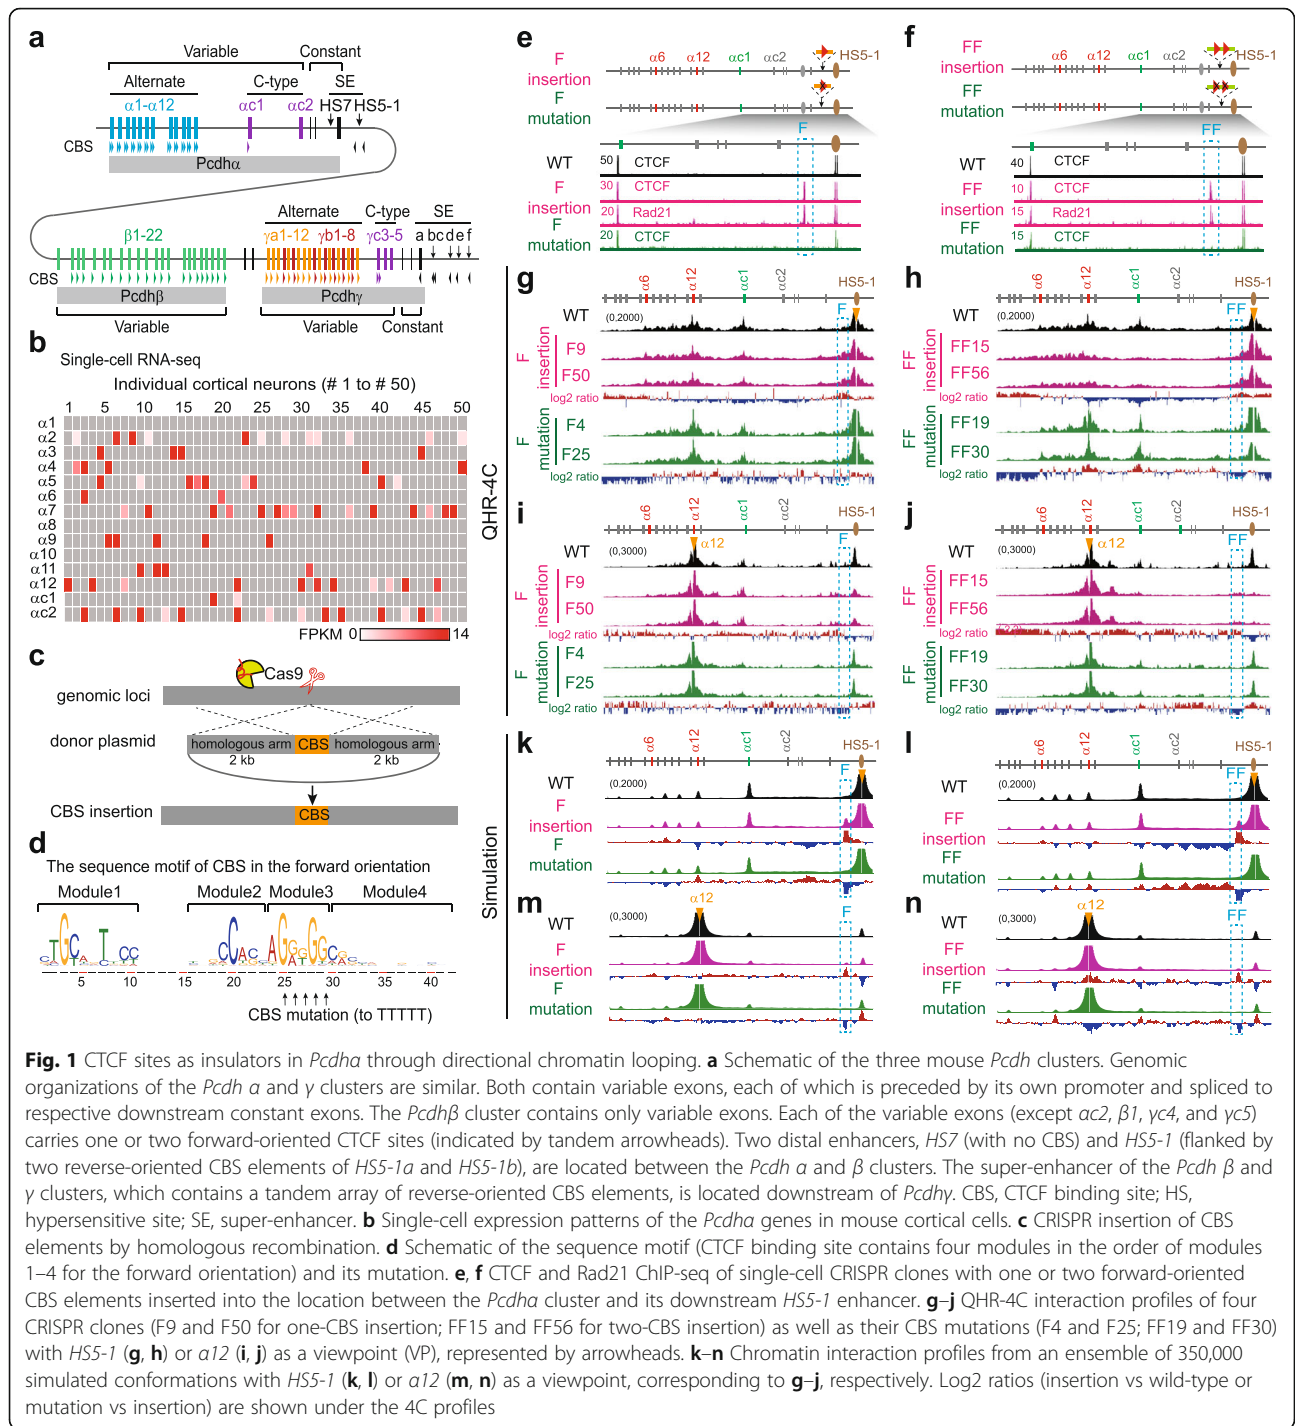 a
Variable
Constant
Alternate
C-type
SE
α1-α12
αc1
αc2
HS7
HS5-1
CBS
Pcdhα
Alternate
C-type
SE
β1-22
γa1-12
γb1-8
γc3-5
a
bc
de
f
CBS
Pcdhβ
Pcdhγ
Variable
Variable
Constant
b
Single-cell RNA-seq
Individual cortical neurons (# 1 to # 50)
1 5 10 15 20 25 30 35 40 45 50
α1
α2
α3
α4
α5
α6
α7
α8
α9
α10
α11
α12
αc1
αc2
FPKM 0 14
c
Cas9
genomic loci
donor plasmid
homologous arm
CBS
homologous arm
2 kb
2 kb
CBS insertion
CBS
d
The sequence motif of CBS in the forward orientation
Module1
Module2
Module3
Module4
5 10 15 20 25 30 35 40
CBS mutation (to TTTTT)
e
F
insertion
F
mutation
α6
α12
αc1
αc2
HS5-1
F
WT
50
CTCF
F
insertion
30
CTCF
20
Rad21
F
mutation
20
CTCF
f
FF
insertion
FF
mutation
α6
α12
αc1
αc2
HS5-1
FF
WT
40
CTCF
FF
insertion
10
CTCF
15
Rad21
FF
mutation
15
CTCF
QHR-4C
g
α6
α12
αc1
αc2
HS5-1
WT
(0,2000)
F
F
insertion
F9
F50
log2 ratio
F
mutation
F4
F25
log2 ratio
h
α6
α12
αc1
αc2
HS5-1
WT
(0,2000)
FF
FF
insertion
FF15
FF56
log2 ratio
FF
mutation
FF19
FF30
log2 ratio
i
α6
α12
αc1
αc2
HS5-1
WT
(0,3000)
α12
F
F
insertion
F9
F50
log2 ratio
F
mutation
F4
F25
log2 ratio
j
α6
α12
αc1
αc2
HS5-1
WT
(0,3000)
α12
FF
FF
insertion
FF15
FF56
log2 ratio
FF
mutation
FF19
FF30
log2 ratio
Simulation
k
α6
α12
αc1
αc2
HS5-1
WT
(0,2000)
F
F
insertion
F
mutation
l
α6
α12
αc1
αc2
HS5-1
WT
(0,2000)
FF
FF
insertion
FF
mutation
m
α12
WT
(0,3000)
F
F
insertion
F
mutation
n
α12
WT
(0,3000)
FF
FF
insertion
FF
mutation
Fig. 1 CTCF sites as insulators in Pcdhα through directional chromatin looping. a Schematic of the three mouse Pcdh clusters. Genomic
organizations of the Pcdh α and γ clusters are similar. Both contain variable exons, each of which is preceded by its own promoter and spliced to
respective downstream constant exons. The Pcdhβ cluster contains only variable exons. Each of the variable exons (except αc2, β1, γc4, and γc5)
carries one or two forward-oriented CTCF sites (indicated by tandem arrowheads). Two distal enhancers, HS7 (with no CBS) and HS5-1 (flanked by
two reverse-oriented CBS elements of HS5-1a and HS5-1b), are located between the Pcdh α and β clusters. The super-enhancer of the Pcdh β and
γ clusters, which contains a tandem array of reverse-oriented CBS elements, is located downstream of Pcdhγ. CBS, CTCF binding site; HS,
hypersensitive site; SE, super-enhancer. b Single-cell expression patterns of the Pcdhα genes in mouse cortical cells. c CRISPR insertion of CBS
elements by homologous recombination. d Schematic of the sequence motif (CTCF binding site contains four modules in the order of modules
1–4 for the forward orientation) and its mutation. e, f CTCF and Rad21 ChIP-seq of single-cell CRISPR clones with one or two forward-oriented
CBS elements inserted into the location between the Pcdhα cluster and its downstream HS5-1 enhancer. g–j QHR-4C interaction profiles of four
CRISPR clones (F9 and F50 for one-CBS insertion; FF15 and FF56 for two-CBS insertion) as well as their CBS mutations (F4 and F25; FF19 and FF30)
with HS5-1 (g, h) or α12 (i, j) as a viewpoint (VP), represented by arrowheads. k–n Chromatin interaction profiles from an ensemble of 350,000
simulated conformations with HS5-1 (k, l) or α12 (m, n) as a viewpoint, corresponding to g–j, respectively. Log2 ratios (insertion vs wild-type or
mutation vs insertion) are shown under the 4C profiles